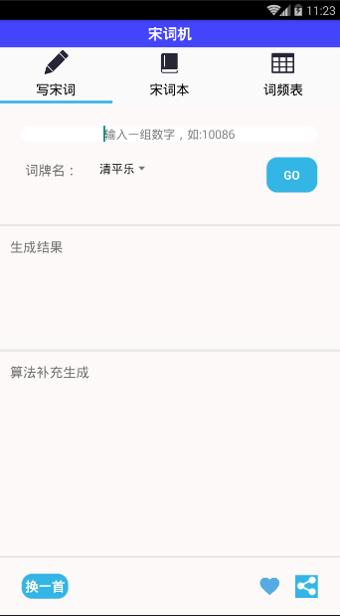 11:23
宋词机
写宋词
宋词本
词频表
输入一组数字，如:10086
词牌名：
清平乐
GO
生成结果
算法补充生成
换一首